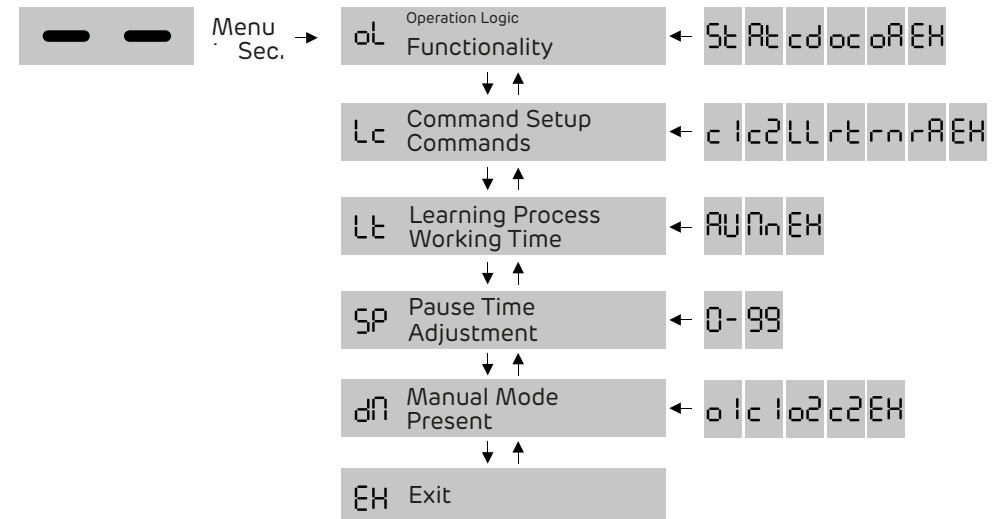 Menu
Sec.
Operation Logic
oL Functionality
St At cd oc oA EH
Lc Command Setup
Commands
c1 c2 LL rt rn rA EH
Lt Learning Process
Working Time
AU Mn EH
SP Pause Time
Adjustment
0- 99
dM Manual Mode
Present
o1 c1 o2 c2 EH
EH Exit